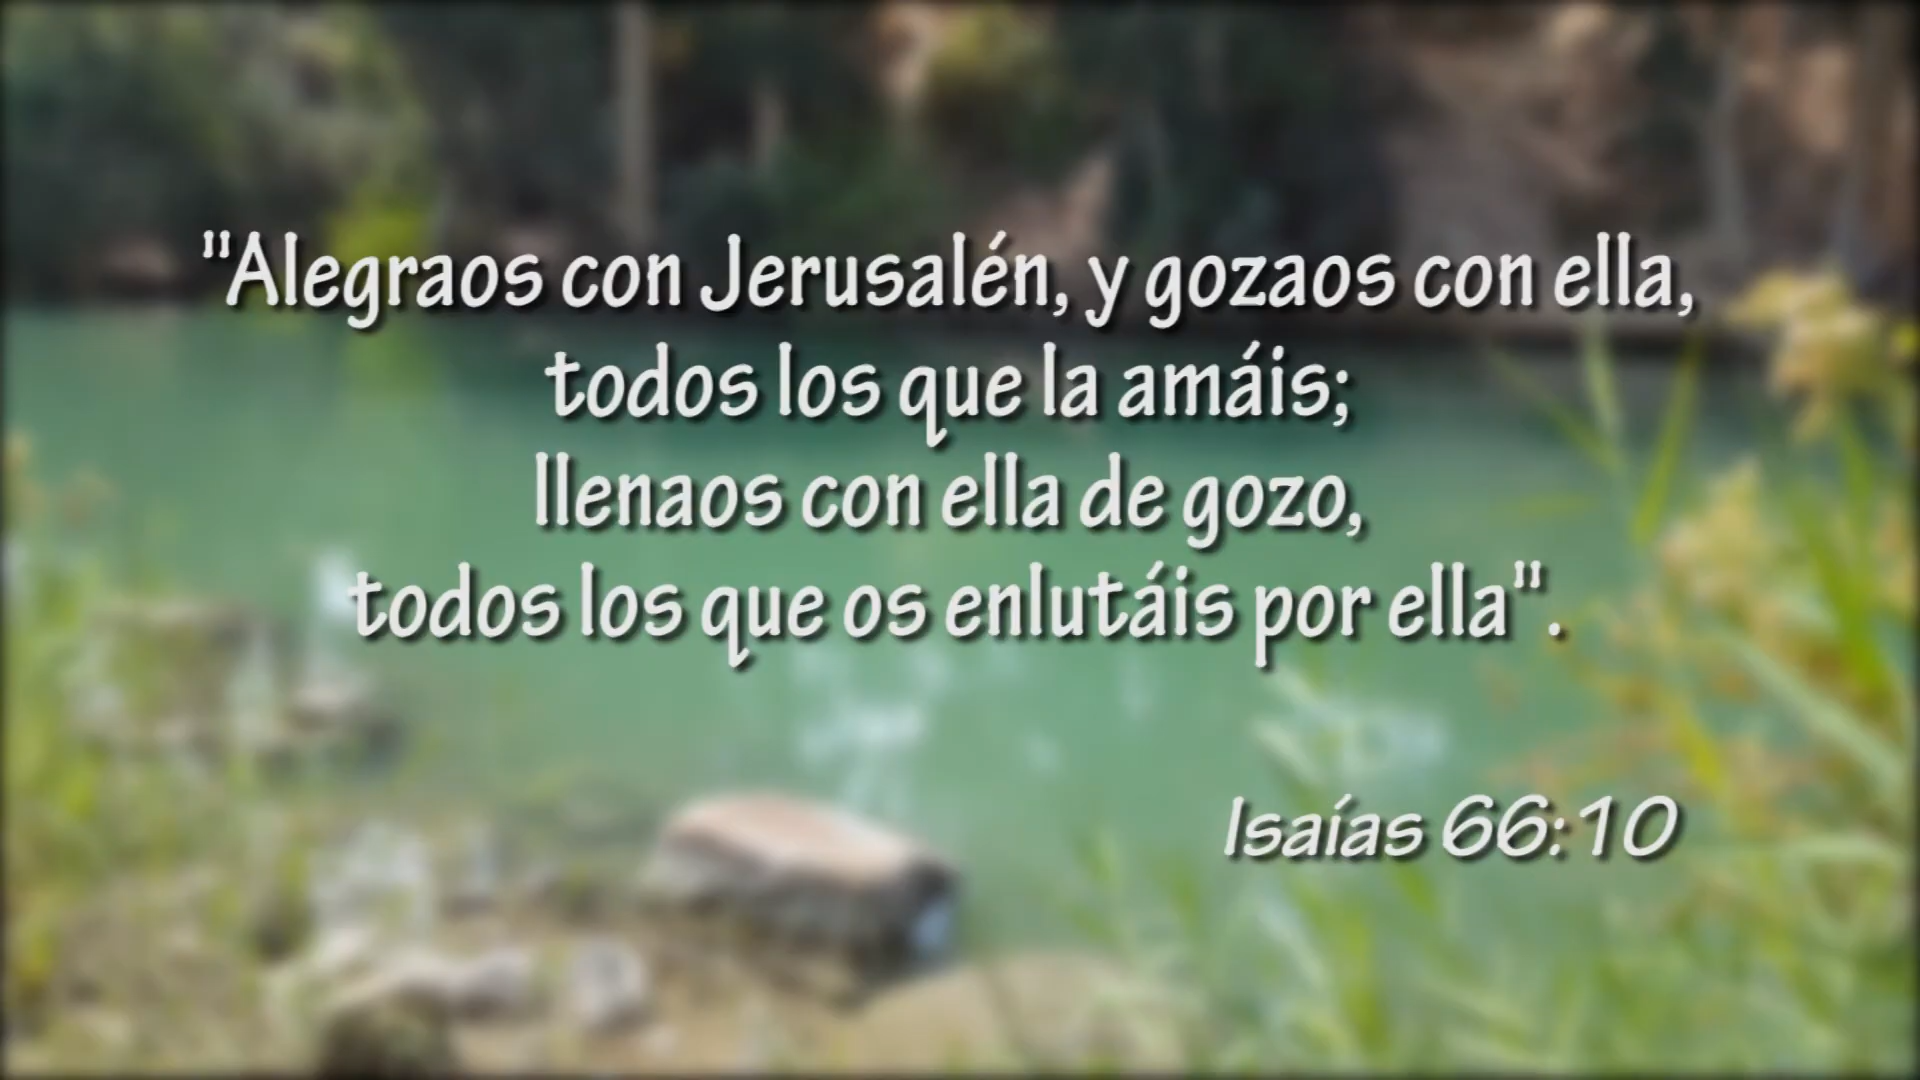 "Alegraos con Jerusalén, y gozaos con ella,
todos los que la amáis;
llenaos con ella de gozo,
todos los que os enlutáis por ella".
Isaías 66:10